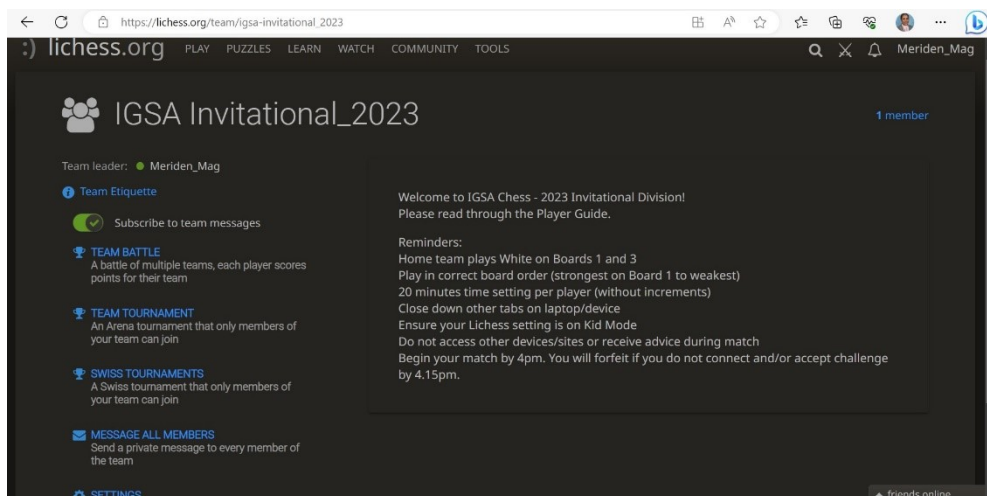 https://lichess.org/team/igsa-invitational_2023
:) lichess.org PLAY PUZZLES LEARN WATCH COMMUNITY TOOLS Meriden_Mag
IGSA Invitational_2023
1 member
Team leader: Meriden_Mag
Team Etiquette
Subscribe to team messages
TEAM BATTLE
A battle of multiple teams, each player scores
points for their team
TEAM TOURNAMENT
An Arena tournament that only members of
your team can join
SWISS TOURNAMENTS
A Swiss tournament that only members of
your team can join
MESSAGE ALL MEMBERS
Send a private message to every member of
the team
SETTINGS
Welcome to IGSA Chess - 2023 Invitational Division!
Please read through the Player Guide.
Reminders:
Home team plays White on Boards 1 and 3
Play in correct board order (strongest on Board 1 to weakest)
20 minutes time setting per player (without increments)
Close down other tabs on laptop/device
Ensure your Lichess setting is on Kid Mode
Do not access other devices/sites or receive advice during match
Begin your match by 4pm. You will forfeit if you do not connect and/or accept challenge
by 4.15pm.
friends online